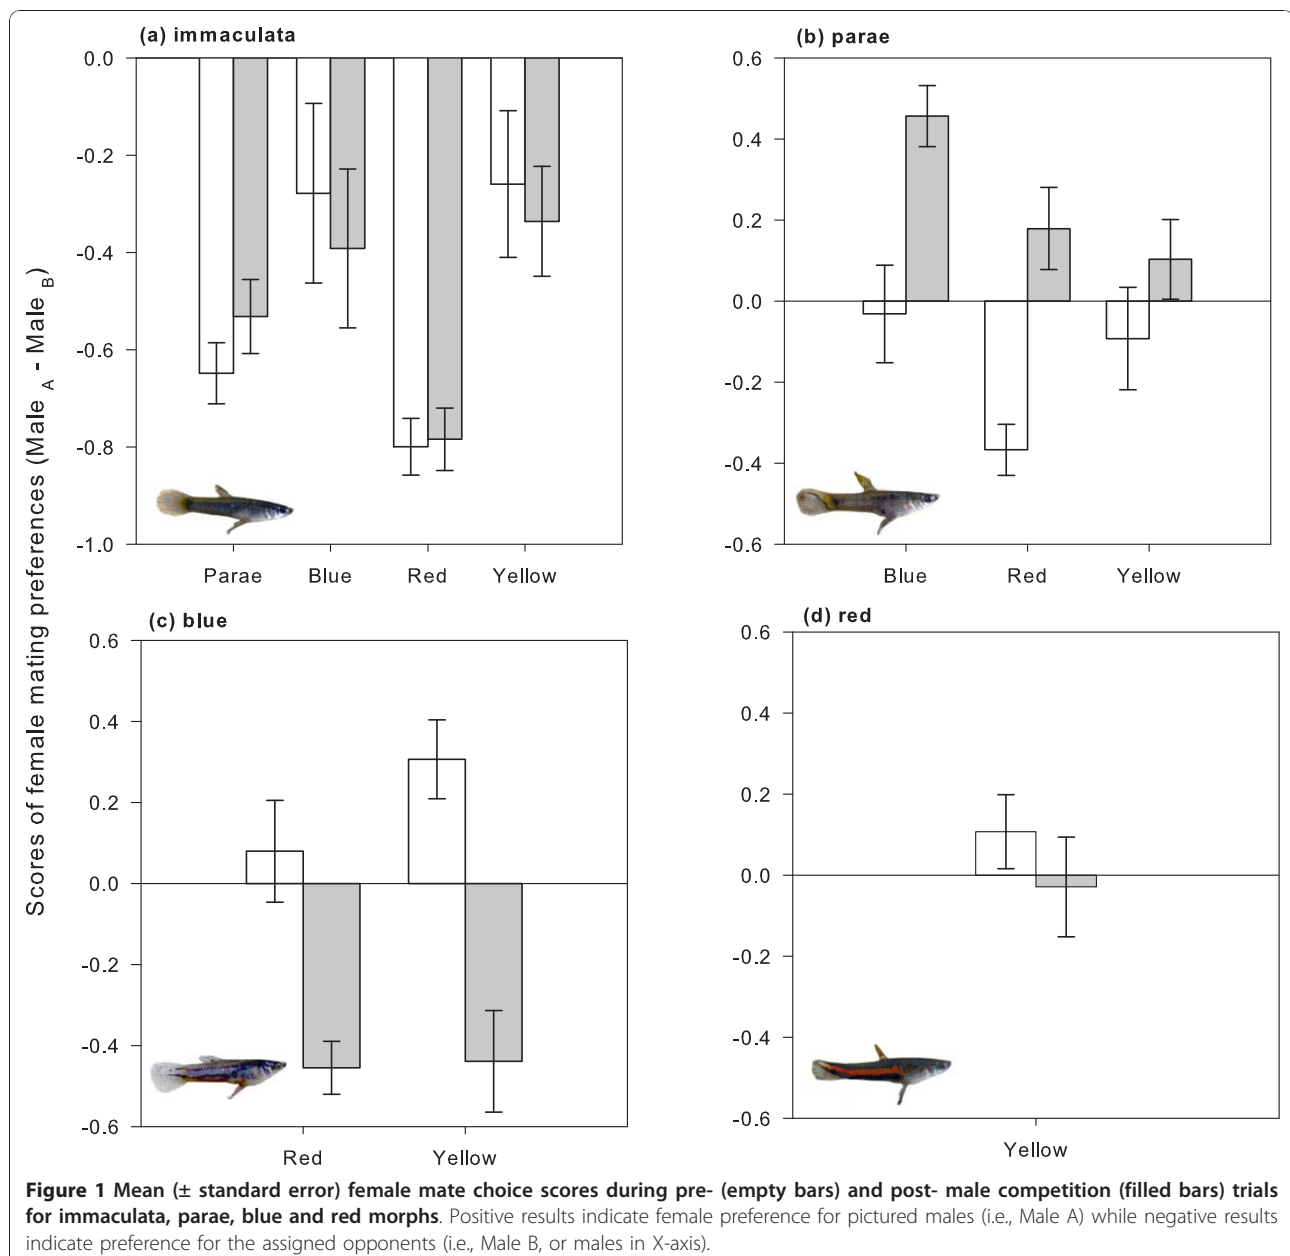 Scores of female mating preferences (Male A - Male B)
(a) immaculata
0.0
-0.2
-0.4
-0.6
-0.8
-1.0
Parae Blue Red Yellow
(b) parae
0.6
0.4
0.2
0.0
-0.2
-0.4
-0.6
Blue Red Yellow
(c) blue
0.6
0.4
0.2
0.0
-0.2
-0.4
-0.6
Red Yellow
(d) red
0.6
0.4
0.2
0.0
-0.2
-0.4
-0.6
Yellow
Figure 1 Mean (± standard error) female mate choice scores during pre- (empty bars) and post- male competition (filled bars) trials
for immaculata, parae, blue and red morphs. Positive results indicate female preference for pictured males (i.e., Male A) while negative results
indicate preference for the assigned opponents (i.e., Male B, or males in X-axis).